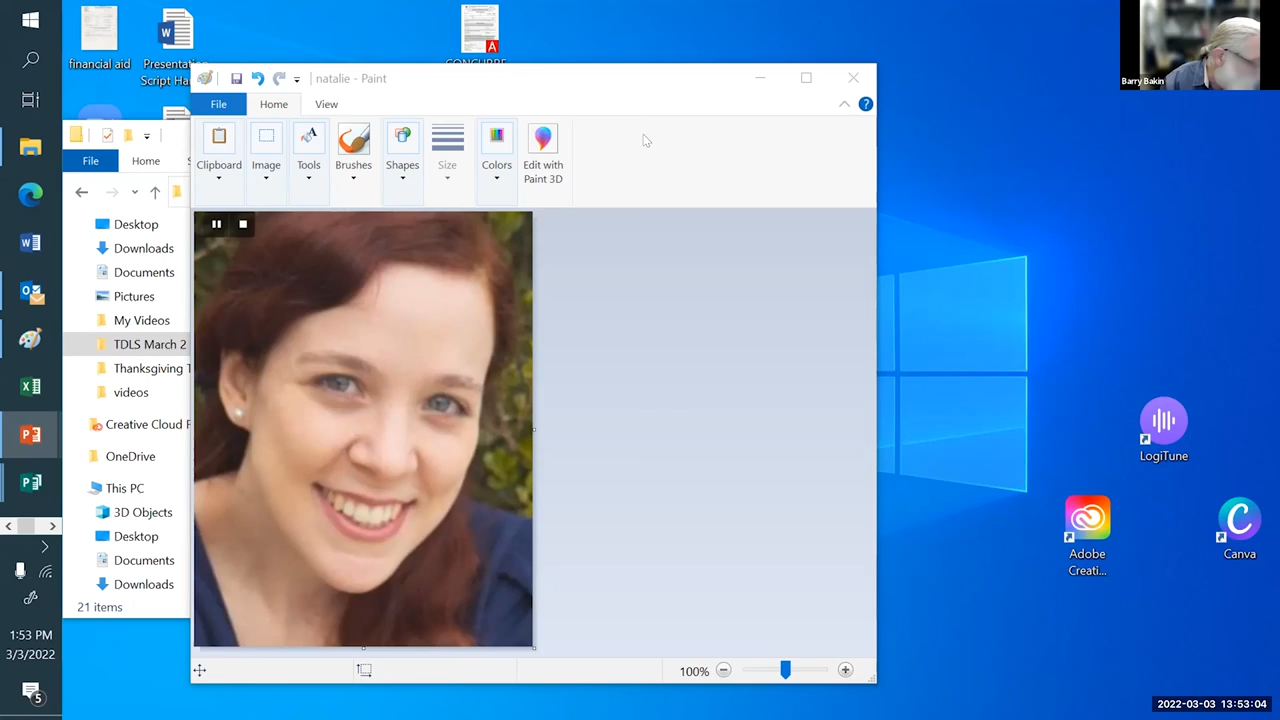 financial aid
Presentation
Script Han
natalie - Paint
Barry Bakin
File
Home
View
Clipboard
Image
Tools
Brushes
Shapes
Size
Colors
Edit with
Paint 3D
File
Home
Desktop
Downloads
Documents
Pictures
My Videos
TDLS March 2
Thanksgiving T
videos
Creative Cloud F
OneDrive
This PC
3D Objects
Desktop
Documents
Downloads
21 items
100%
LogiTune
Adobe
Creati...
Canva
1:53 PM
3/3/2022
5
2022-03-03 13:53:04